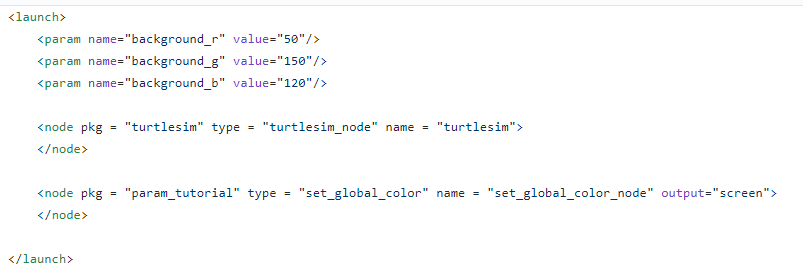 <launch>
<param name="background_r" value="50"/>
<param name="background_g" value="150"/>
<param name="background_b" value="120"/>
<node pkg = "turtlesim" type = "turtlesim_node" name = "turtlesim">
</node>
<node pkg = "param_tutorial" type = "set_global_color" name = "set_global_color_node" output="screen">
</node>
</launch>